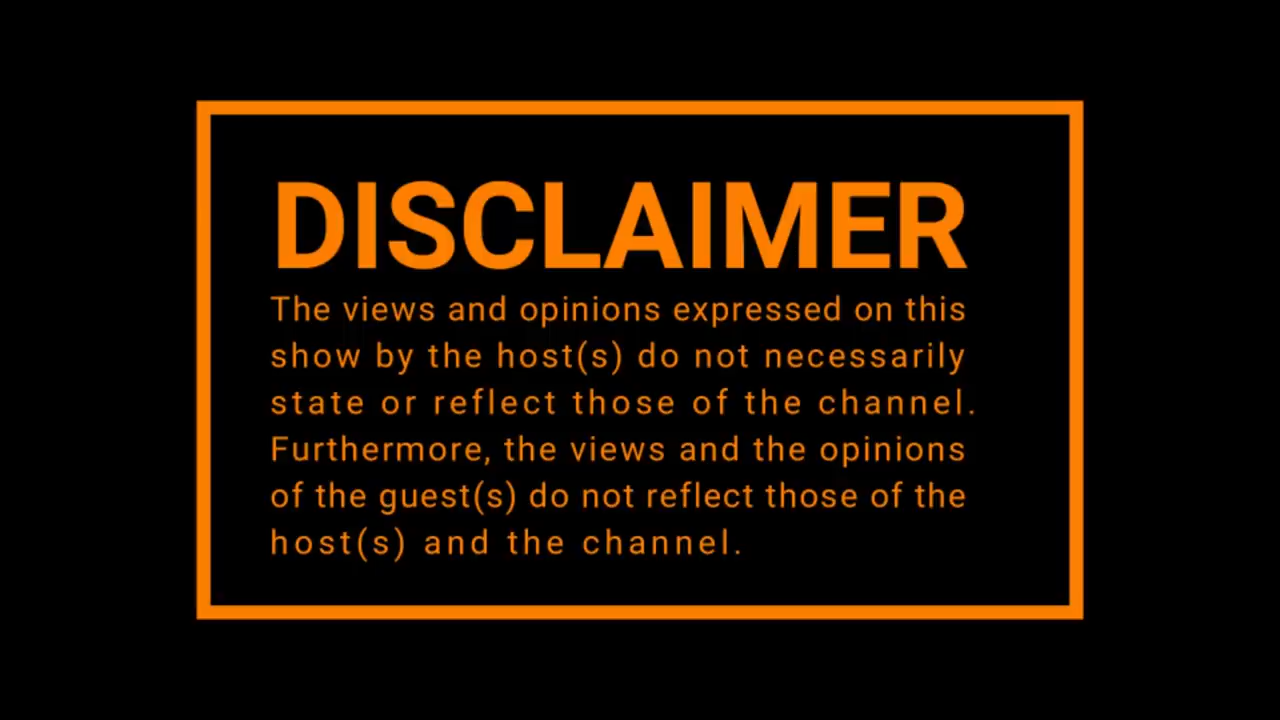 DISCLAIMER
The views and opinions expressed on this
show by the host(s) do not necessarily
state or reflect those of the channel.
Furthermore, the views and the opinions
of the guest(s) do not reflect those of the
host(s) and the channel.